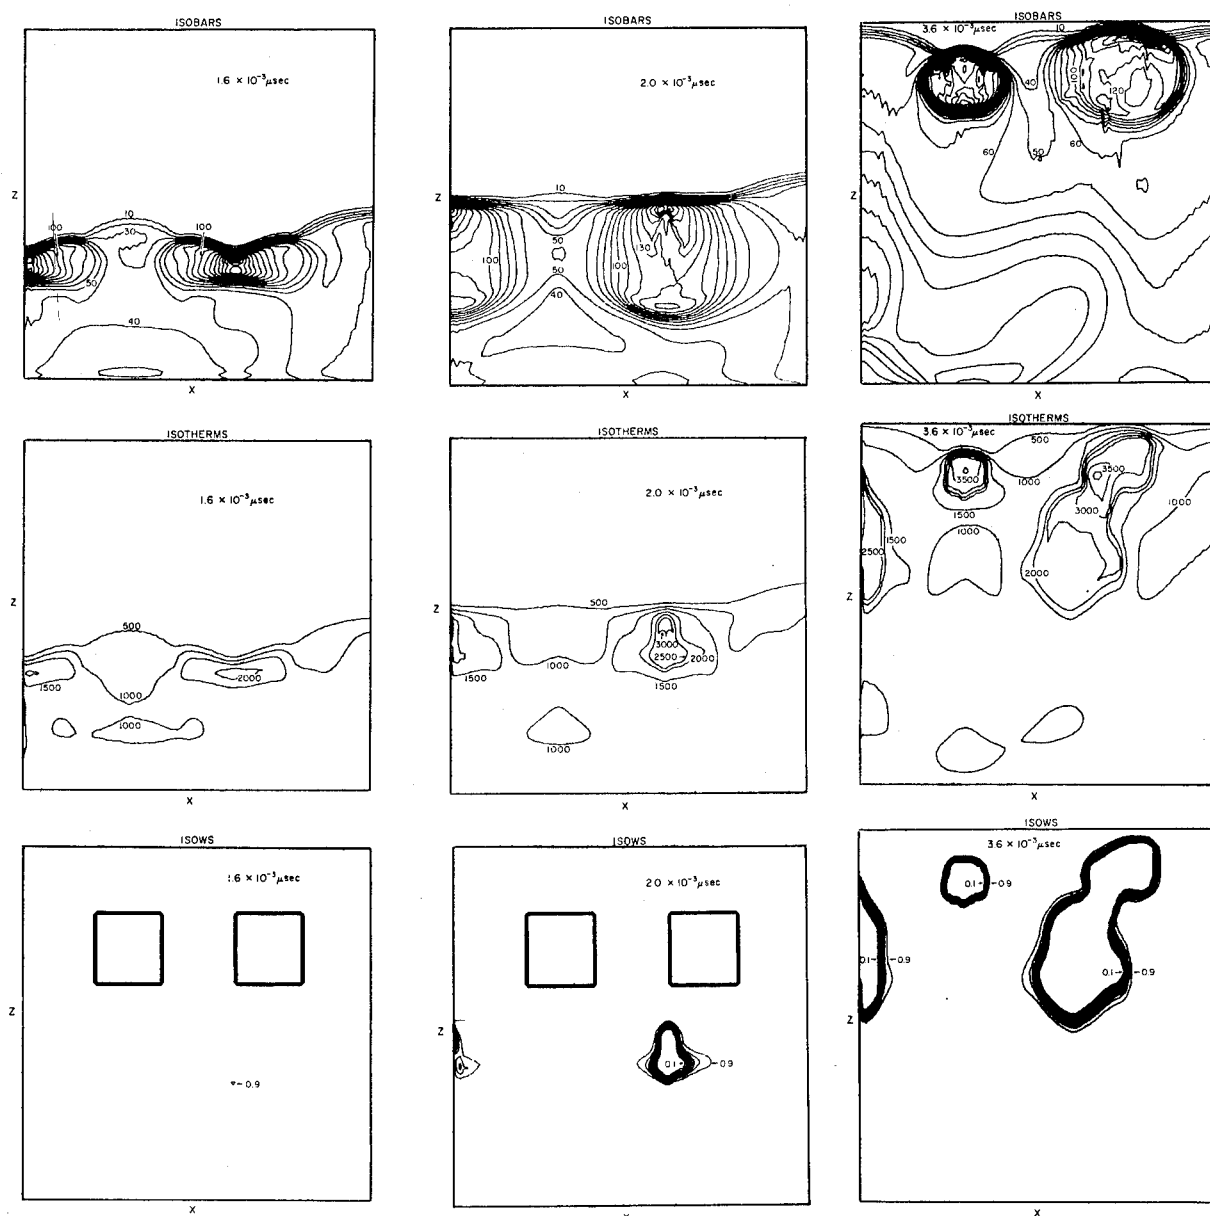 ISOBARS
1.6 × 10⁻³ μsec
100
10
30
100
50
40
Z
X
ISOBARS
2.0 × 10⁻³ μsec
10
50
130
100
50
100
40
Z
X
ISOBARS
3.6 × 10⁻³ μsec
10
40
100
120
60
50
60
Z
X
ISOTHERMS
1.6 × 10⁻³ μsec
500
1500
2000
1000
1000
Z
X
ISOTHERMS
2.0 × 10⁻³ μsec
500
3000
2500
2000
1000
1500
1500
1000
Z
X
ISOTHERMS
3.6 × 10⁻³ μsec
500
3500
1000
3500
1500
3000
1000
1000
1500
2500
2000
Z
X
ISOWS
1.6 × 10⁻³ μsec
0.9
Z
X
ISOWS
2.0 × 10⁻³ μsec
0.1 0.9
Z
X
ISOWS
3.6 × 10⁻³ μsec
0.1 0.9
0.1 0.9
0.1 0.9
Z
X